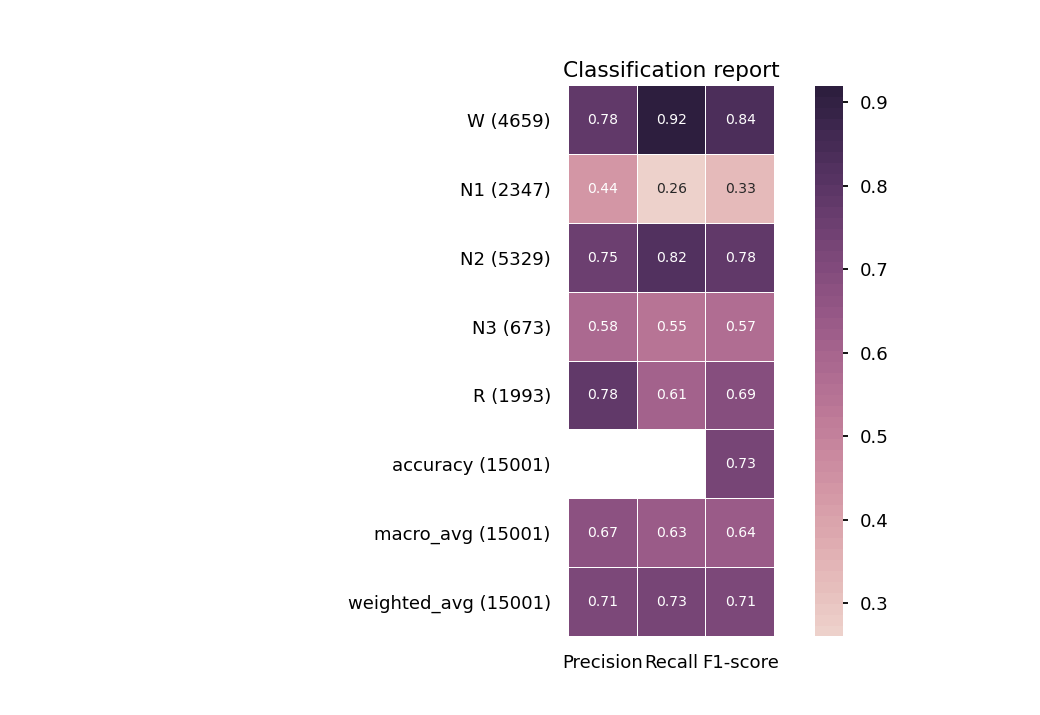 Classification report
W (4659) 0.78 0.92 0.84
N1 (2347) 0.44 0.26 0.33
N2 (5329) 0.75 0.82 0.78
N3 (673) 0.58 0.55 0.57
R (1993) 0.78 0.61 0.69
accuracy (15001) 0.73
macro_avg (15001) 0.67 0.63 0.64
weighted_avg (15001) 0.71 0.73 0.71
Precision Recall F1-score
0.9
0.8
0.7
0.6
0.5
0.4
0.3